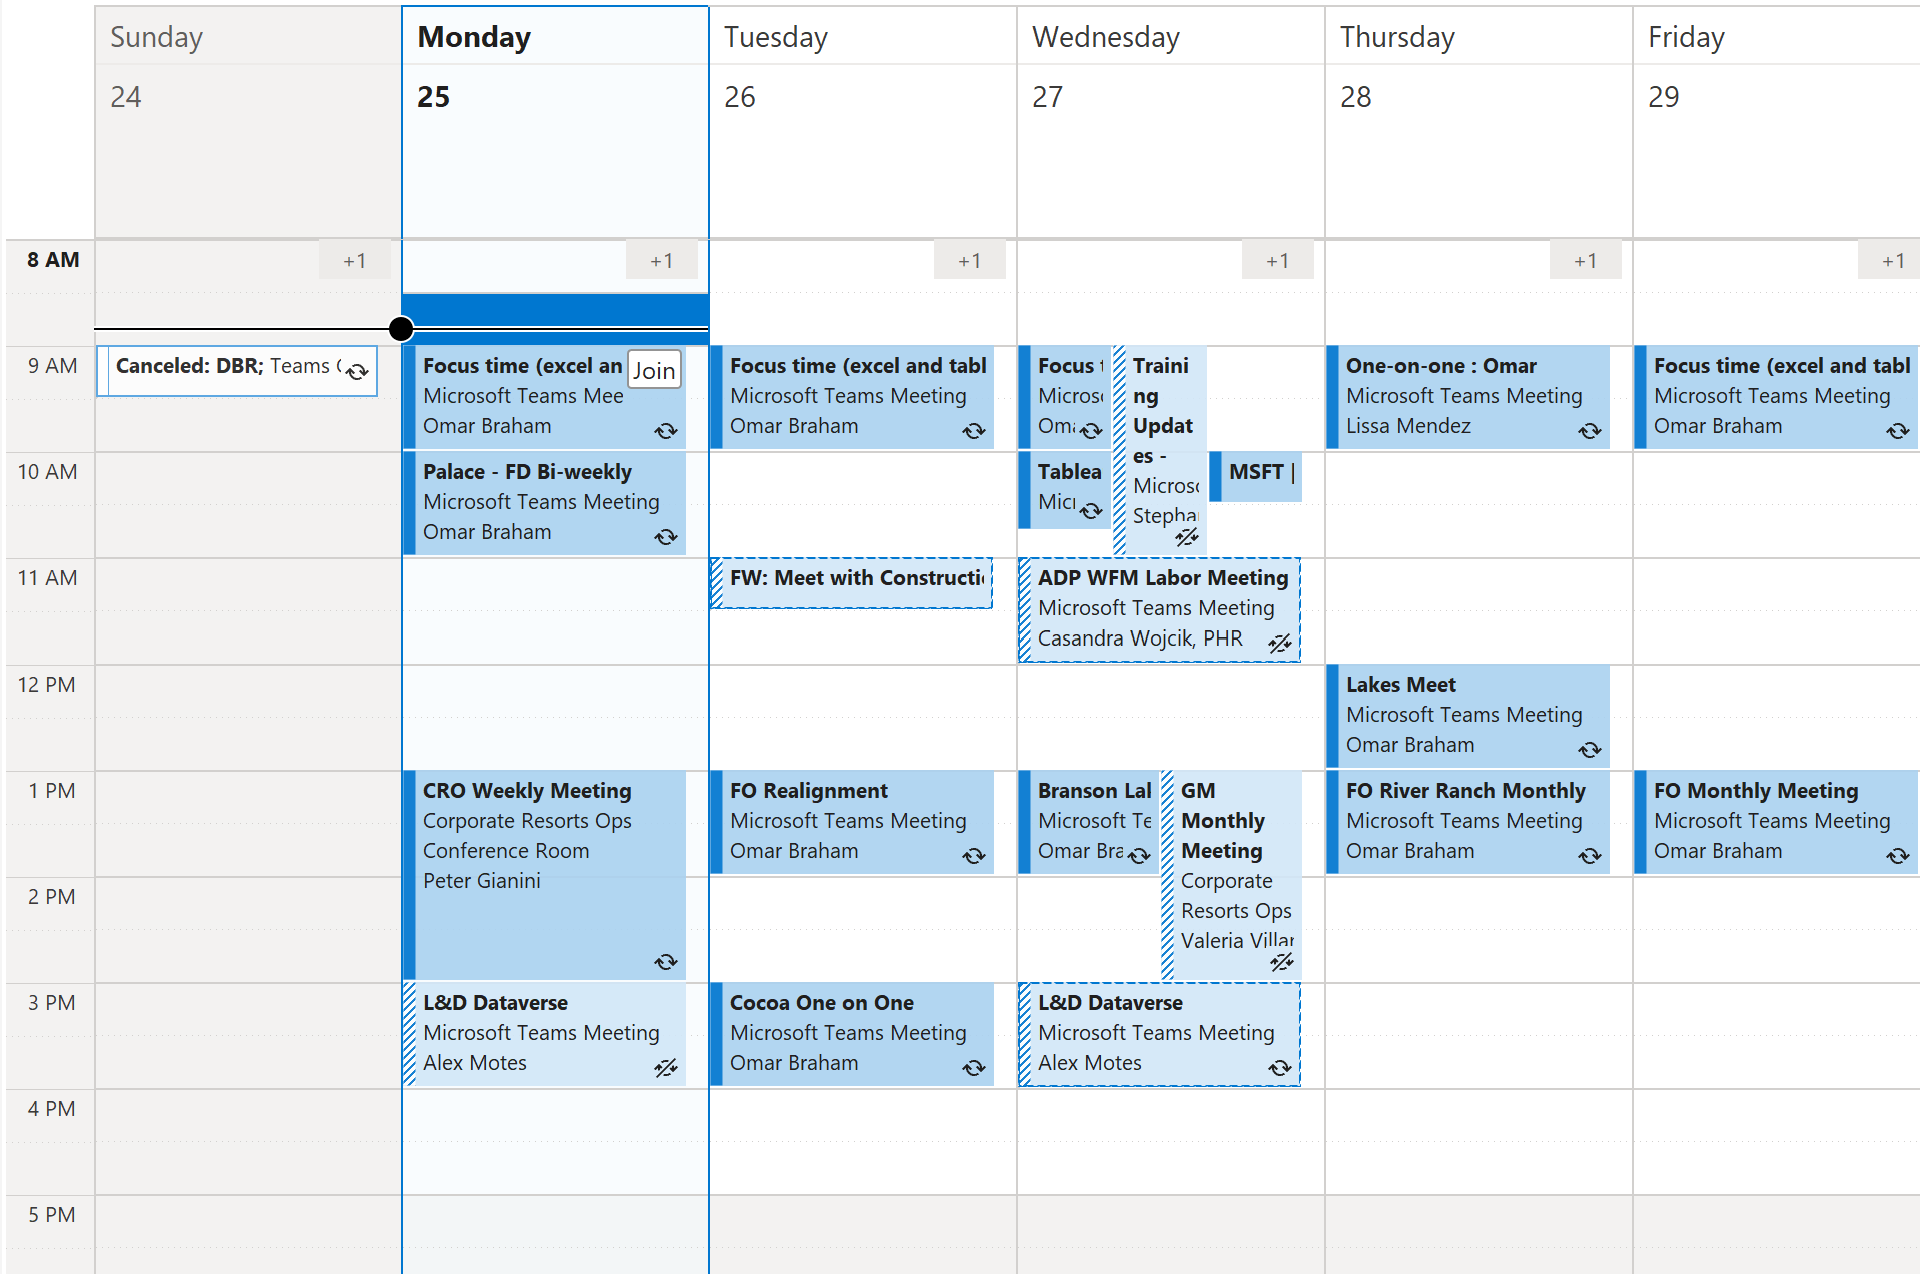 Sunday
Monday
Tuesday
Wednesday
Thursday
Friday
24
25
26
27
28
29
8 AM
+1
+1
+1
+1
+1
+1
9 AM
Canceled: DBR; Teams
Focus time (excel an
Join
Microsoft Teams Mee
Omar Braham
Focus time (excel and tabl
Microsoft Teams Meeting
Omar Braham
Focus t
Micros
Oma
Traini
ng
Updat
es -
Micros
Stepha
One-on-one : Omar
Microsoft Teams Meeting
Lissa Mendez
Focus time (excel and tabl
Microsoft Teams Meeting
Omar Braham
10 AM
Palace - FD Bi-weekly
Microsoft Teams Meeting
Omar Braham
Tablea
Mic
MSFT |
11 AM
FW: Meet with Constructi
ADP WFM Labor Meeting
Microsoft Teams Meeting
Casandra Wojcik, PHR
12 PM
Lakes Meet
Microsoft Teams Meeting
Omar Braham
1 PM
CRO Weekly Meeting
Corporate Resorts Ops
Conference Room
Peter Gianini
FO Realignment
Microsoft Teams Meeting
Omar Braham
Branson Lal
Microsoft Te
Omar Bra
GM
Monthly
Meeting
Corporate
Resorts Ops
Valeria Villar
FO River Ranch Monthly
Microsoft Teams Meeting
Omar Braham
FO Monthly Meeting
Microsoft Teams Meeting
Omar Braham
2 PM
3 PM
L&D Dataverse
Microsoft Teams Meeting
Alex Motes
Cocoa One on One
Microsoft Teams Meeting
Omar Braham
L&D Dataverse
Microsoft Teams Meeting
Alex Motes
4 PM
5 PM